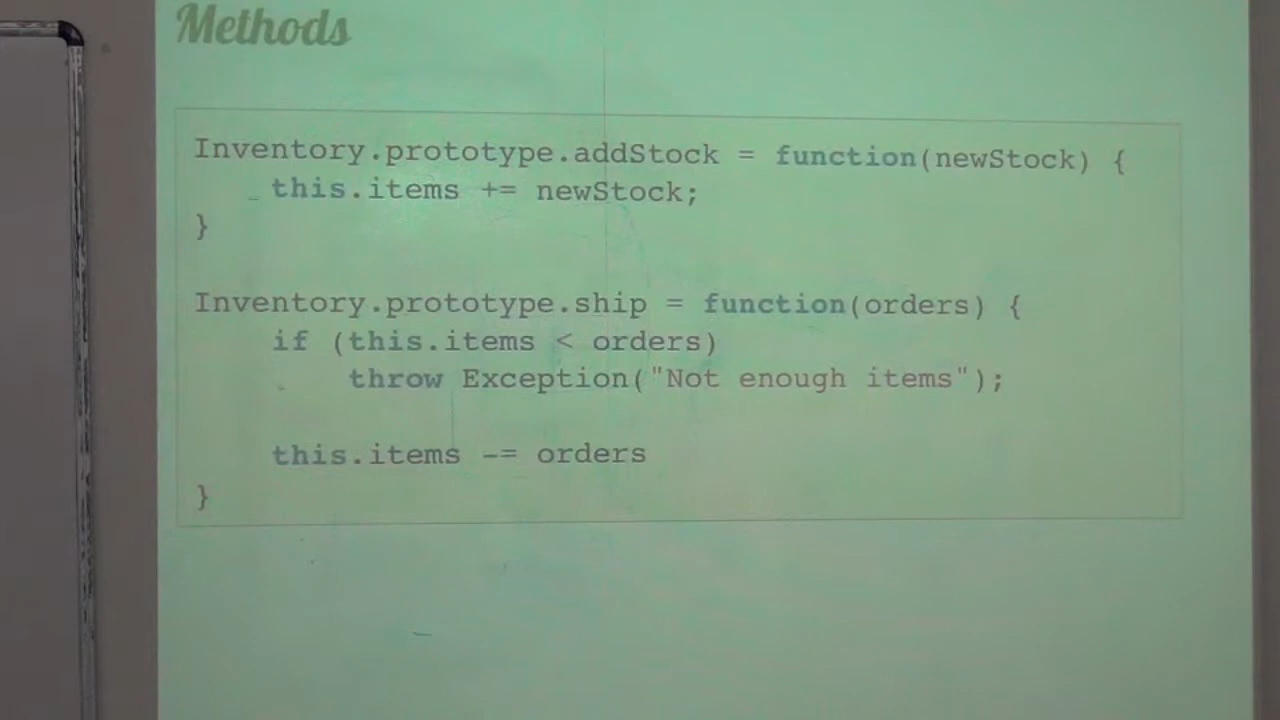 Methods
Inventory.prototype.addStock = function(newStock) {
    this.items += newStock;
}
Inventory.prototype.ship = function(orders) {
    if (this.items < orders)
        throw Exception("Not enough items");
    this.items -= orders
}